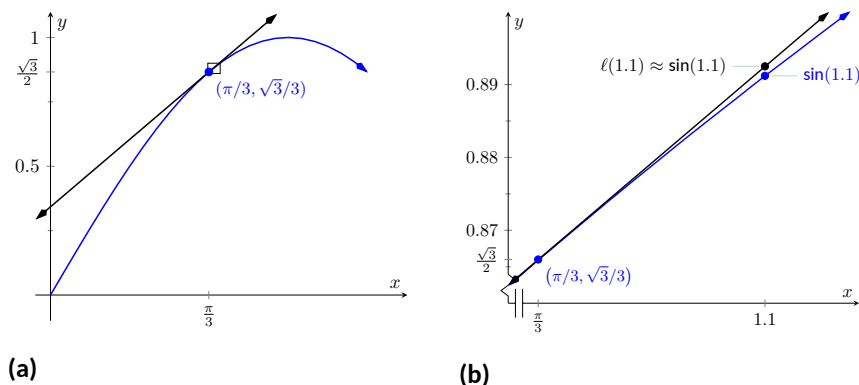 y
1
√3/2
(π/3, √3/3)
0.5
x
π/3
(a)
y
ℓ(1.1) ≈ sin(1.1)
sin(1.1)
0.89
0.88
0.87
√3/2
(π/3, √3/3)
x
π/3
1.1
(b)